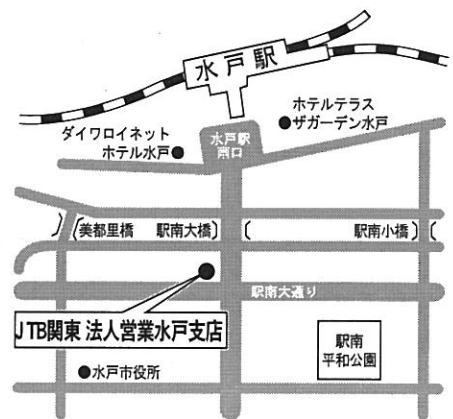 水戸駅
ホテルテラス
ザガーデン水戸
ダイワロイネット
ホテル水戸
水戸駅
南口
美都里橋
駅南大橋
駅南小橋
駅南大通り
JTB関東 法人営業水戸支店
駅南
平和公園
水戸市役所